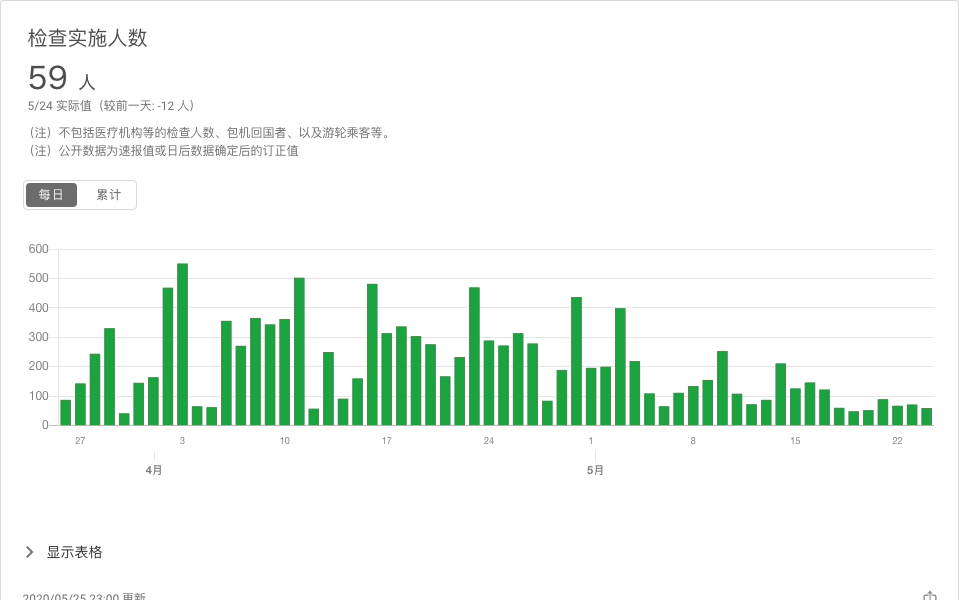 检查实施人数
59 人
5/24 实际值（较前一天: -12 人）
（注）不包括医疗机构等的检查人数、包机回国者、以及游轮乘客等。
（注）公开数据为速报值或日后数据确定后的订正值
每日 累计
600
500
400
300
200
100
0
27 3 10 17 24 1 8 15 22
4月 5月
显示表格
2020/05/25 23:00 更新